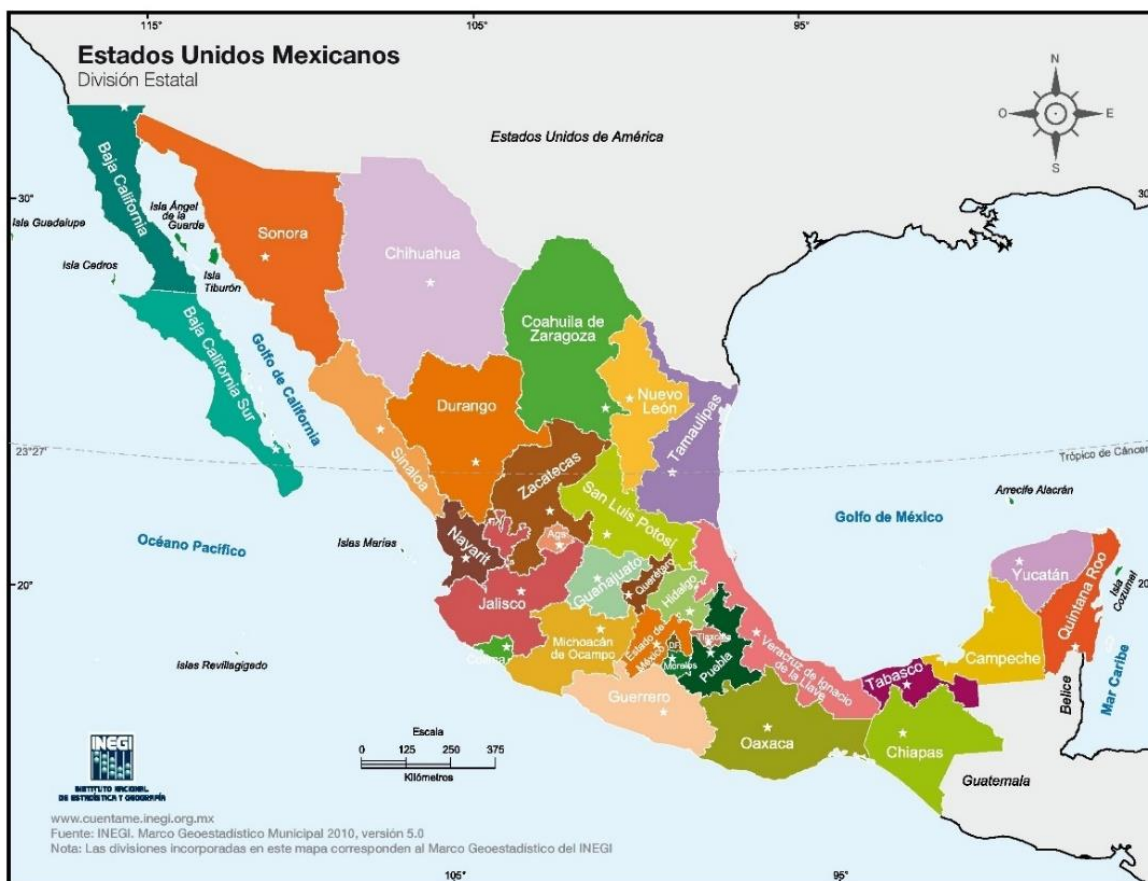 115°
105°
95°
Estados Unidos Mexicanos
División Estatal
N
O
E
S
Estados Unidos de América
30°
30
Baja California
Isla Guadalupe
Isla Ángel
de la
Guarda
Isla Cedros
Isla
Tiburón
Sonora
Chihuahua
Coahuila de
Zaragoza
Baja California Sur
Golfo de California
Nuevo
León
Durango
Tamaulipas
Sinaloa
23°27'
Trópico de Cáncer
Zacatecas
San Luis Potosí
Arrecife Alacrán
Golfo de México
Océano Pacífico
Islas Marías
Nayarit
Ags
Yucatán
Quintana Roo
Isla
Cozumel
20°
20
Guanajuato
Querétaro
Hidalgo
Jalisco
Michoacán
de Ocampo
Colima
Estado de
México
DF
Tlaxcala
Morelos
Puebla
Veracruz de Ignacio
de la Llave
Campeche
Tabasco
Belice
Mar Caribe
Islas Revillagigedo
Guerrero
Oaxaca
Chiapas
Guatemala
Escala
0 125 250 375
Kilómetros
INEGI
INSTITUTO NACIONAL
DE ESTADÍSTICA Y GEOGRAFÍA
www.cuentame.inegi.org.mx
Fuente: INEGI. Marco Geoestadístico Municipal 2010, versión 5.0
Nota: Las divisiones incorporadas en este mapa corresponden al Marco Geoestadístico del INEGI
105°
95°